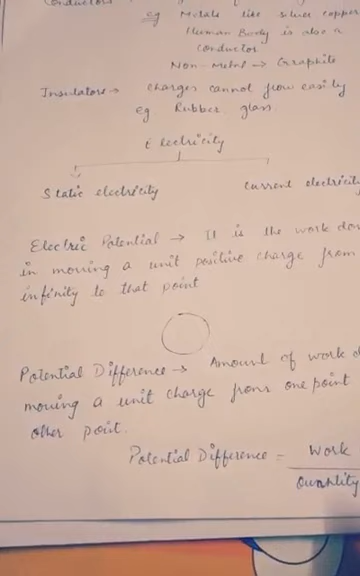 Conductors
eg Metals like silver copper
Human Body is also a
conductor
Non-Metal → Graphite
Insulators → charges cannot flow easily
eg Rubber, glass.
Electricity
Static electricity current electricity
Electric Potential → It is the work don
in moving a unit positive charge from
infinity to that point
Potential Difference → Amount of work d
moving a unit charge from one point
other point.
Potential Difference = Work
Quantity